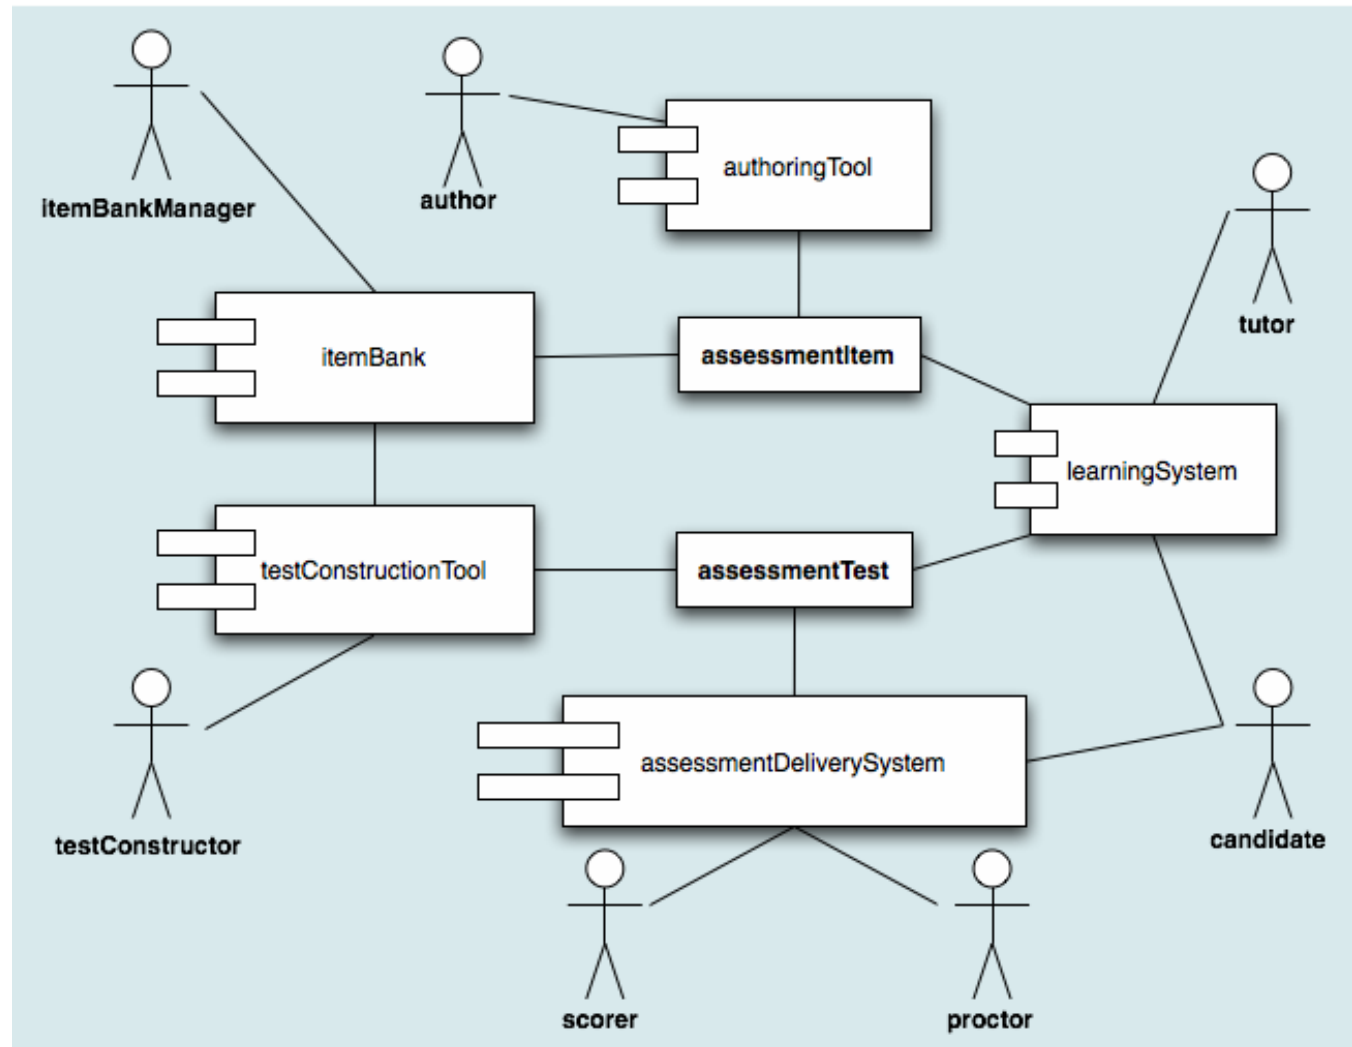 authoringTool
author
itemBankManager
tutor
itemBank
assessmentItem
learningSystem
testConstructionTool
assessmentTest
assessmentDeliverySystem
testConstructor
candidate
scorer
proctor